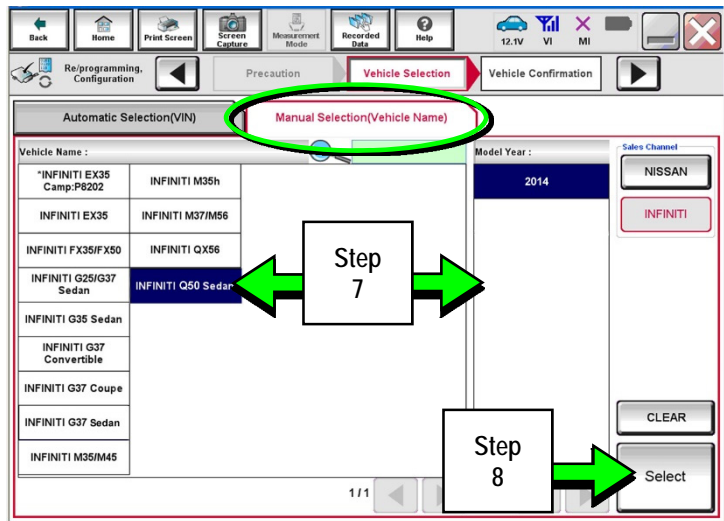 Back
Home
Print Screen
Screen
Capture
Measurement
Mode
Recorded
Data
Help
12.1V
VI
MI
Re/programming,
Configuration
Precaution
Vehicle Selection
Vehicle Confirmation
Automatic Selection(VIN)
Manual Selection(Vehicle Name)
Vehicle Name :
Model Year :
Sales Channel
*INFINITI EX35
Camp:P8202
INFINITI M35h
2014
NISSAN
INFINITI EX35
INFINITI M37/M56
INFINITI
INFINITI FX35/FX50
INFINITI QX56
INFINITI G25/G37
Sedan
INFINITI Q50 Sedan
Step
7
INFINITI G35 Sedan
INFINITI G37
Convertible
INFINITI G37 Coupe
INFINITI G37 Sedan
CLEAR
INFINITI M35/M45
Step
8
Select
1/1